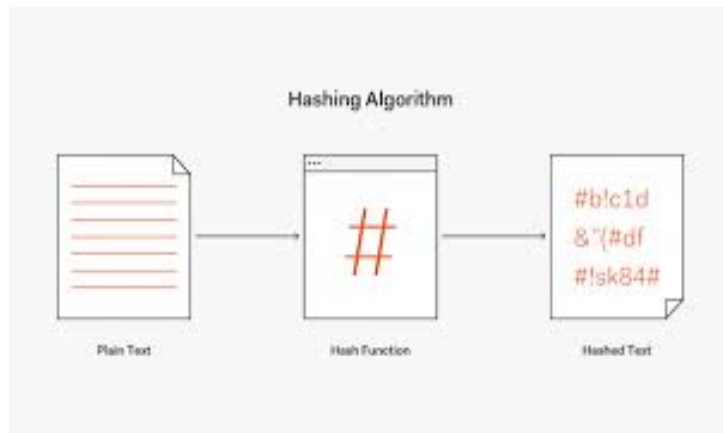 Hashing Algorithm
#
#b!c1d
&"(#df
#!sk84#
Plain Text
Hash Function
Hashed Text